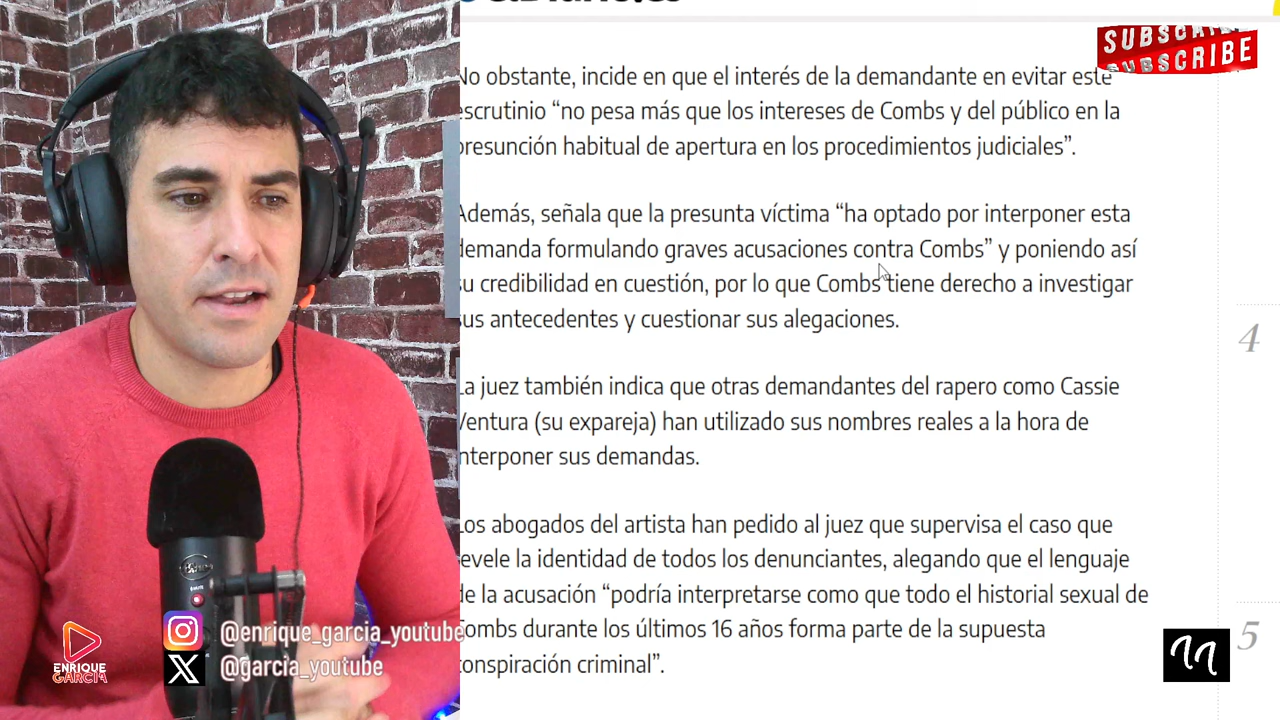 SUBSCRIBE
SUBSCRIBE
No obstante, incide en que el interés de la demandante en evitar este
escrutinio “no pesa más que los intereses de Combs y del público en la
presunción habitual de apertura en los procedimientos judiciales”.
Además, señala que la presunta víctima “ha optado por interponer esta
demanda formulando graves acusaciones contra Combs” y poniendo así
su credibilidad en cuestión, por lo que Combs tiene derecho a investigar
sus antecedentes y cuestionar sus alegaciones.
4
La juez también indica que otras demandantes del rapero como Cassie
Ventura (su expareja) han utilizado sus nombres reales a la hora de
interponer sus demandas.
Los abogados del artista han pedido al juez que supervisa el caso que
revele la identidad de todos los denunciantes, alegando que el lenguaje
de la acusación “podría interpretarse como que todo el historial sexual de
Combs durante los últimos 16 años forma parte de la supuesta
conspiración criminal”.
5
ENRIQUE
GARCIA
@enrique_garcia_youtube
@garcia_youtube